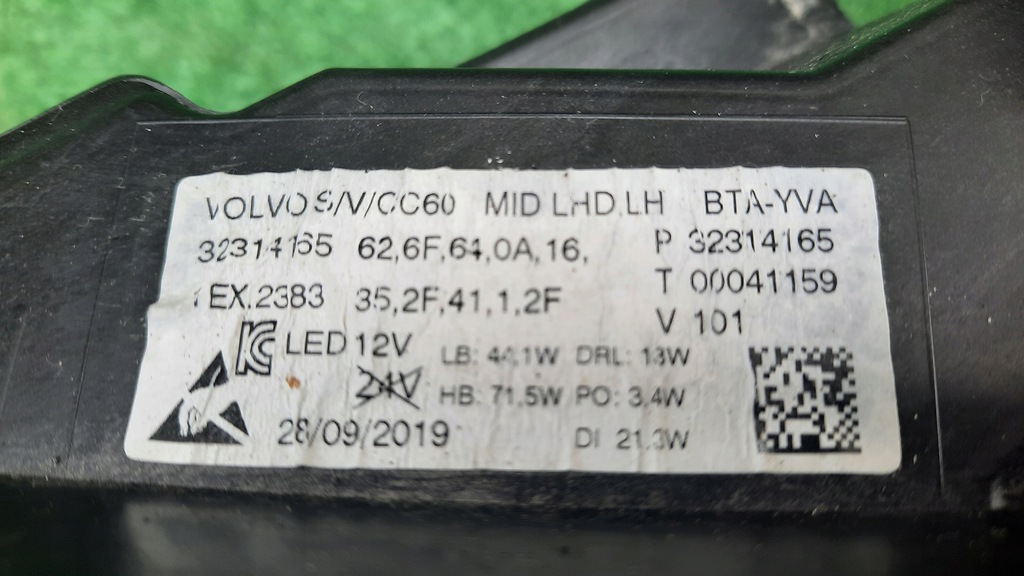 VOLVO S/V/CC60 MID LHD LH BTA-YVA
32314165 62,6F,64,0A,16, P 32314165
EX.2383 35,2F,41,1,2F T 00041159
V 101
LED 12V LB: 44.1W DRL: 13W
24V HB: 71.5W PO: 3.4W
28/09/2019 DI 21.3W